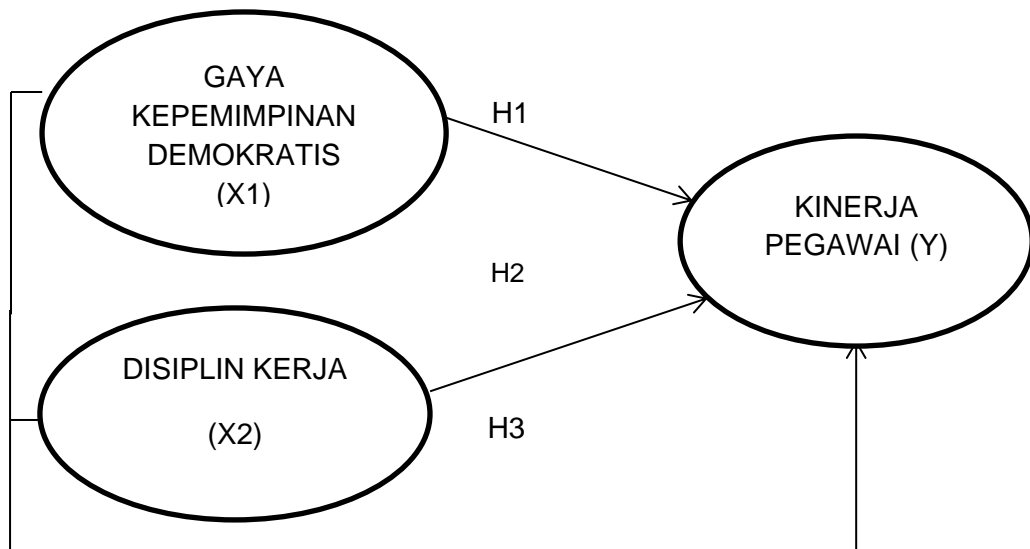 GAYA
KEPEMIMPINAN
DEMOKRATIS
(X1)
H1
KINERJA
PEGAWAI (Y)
H2
DISIPLIN KERJA
(X2)
H3